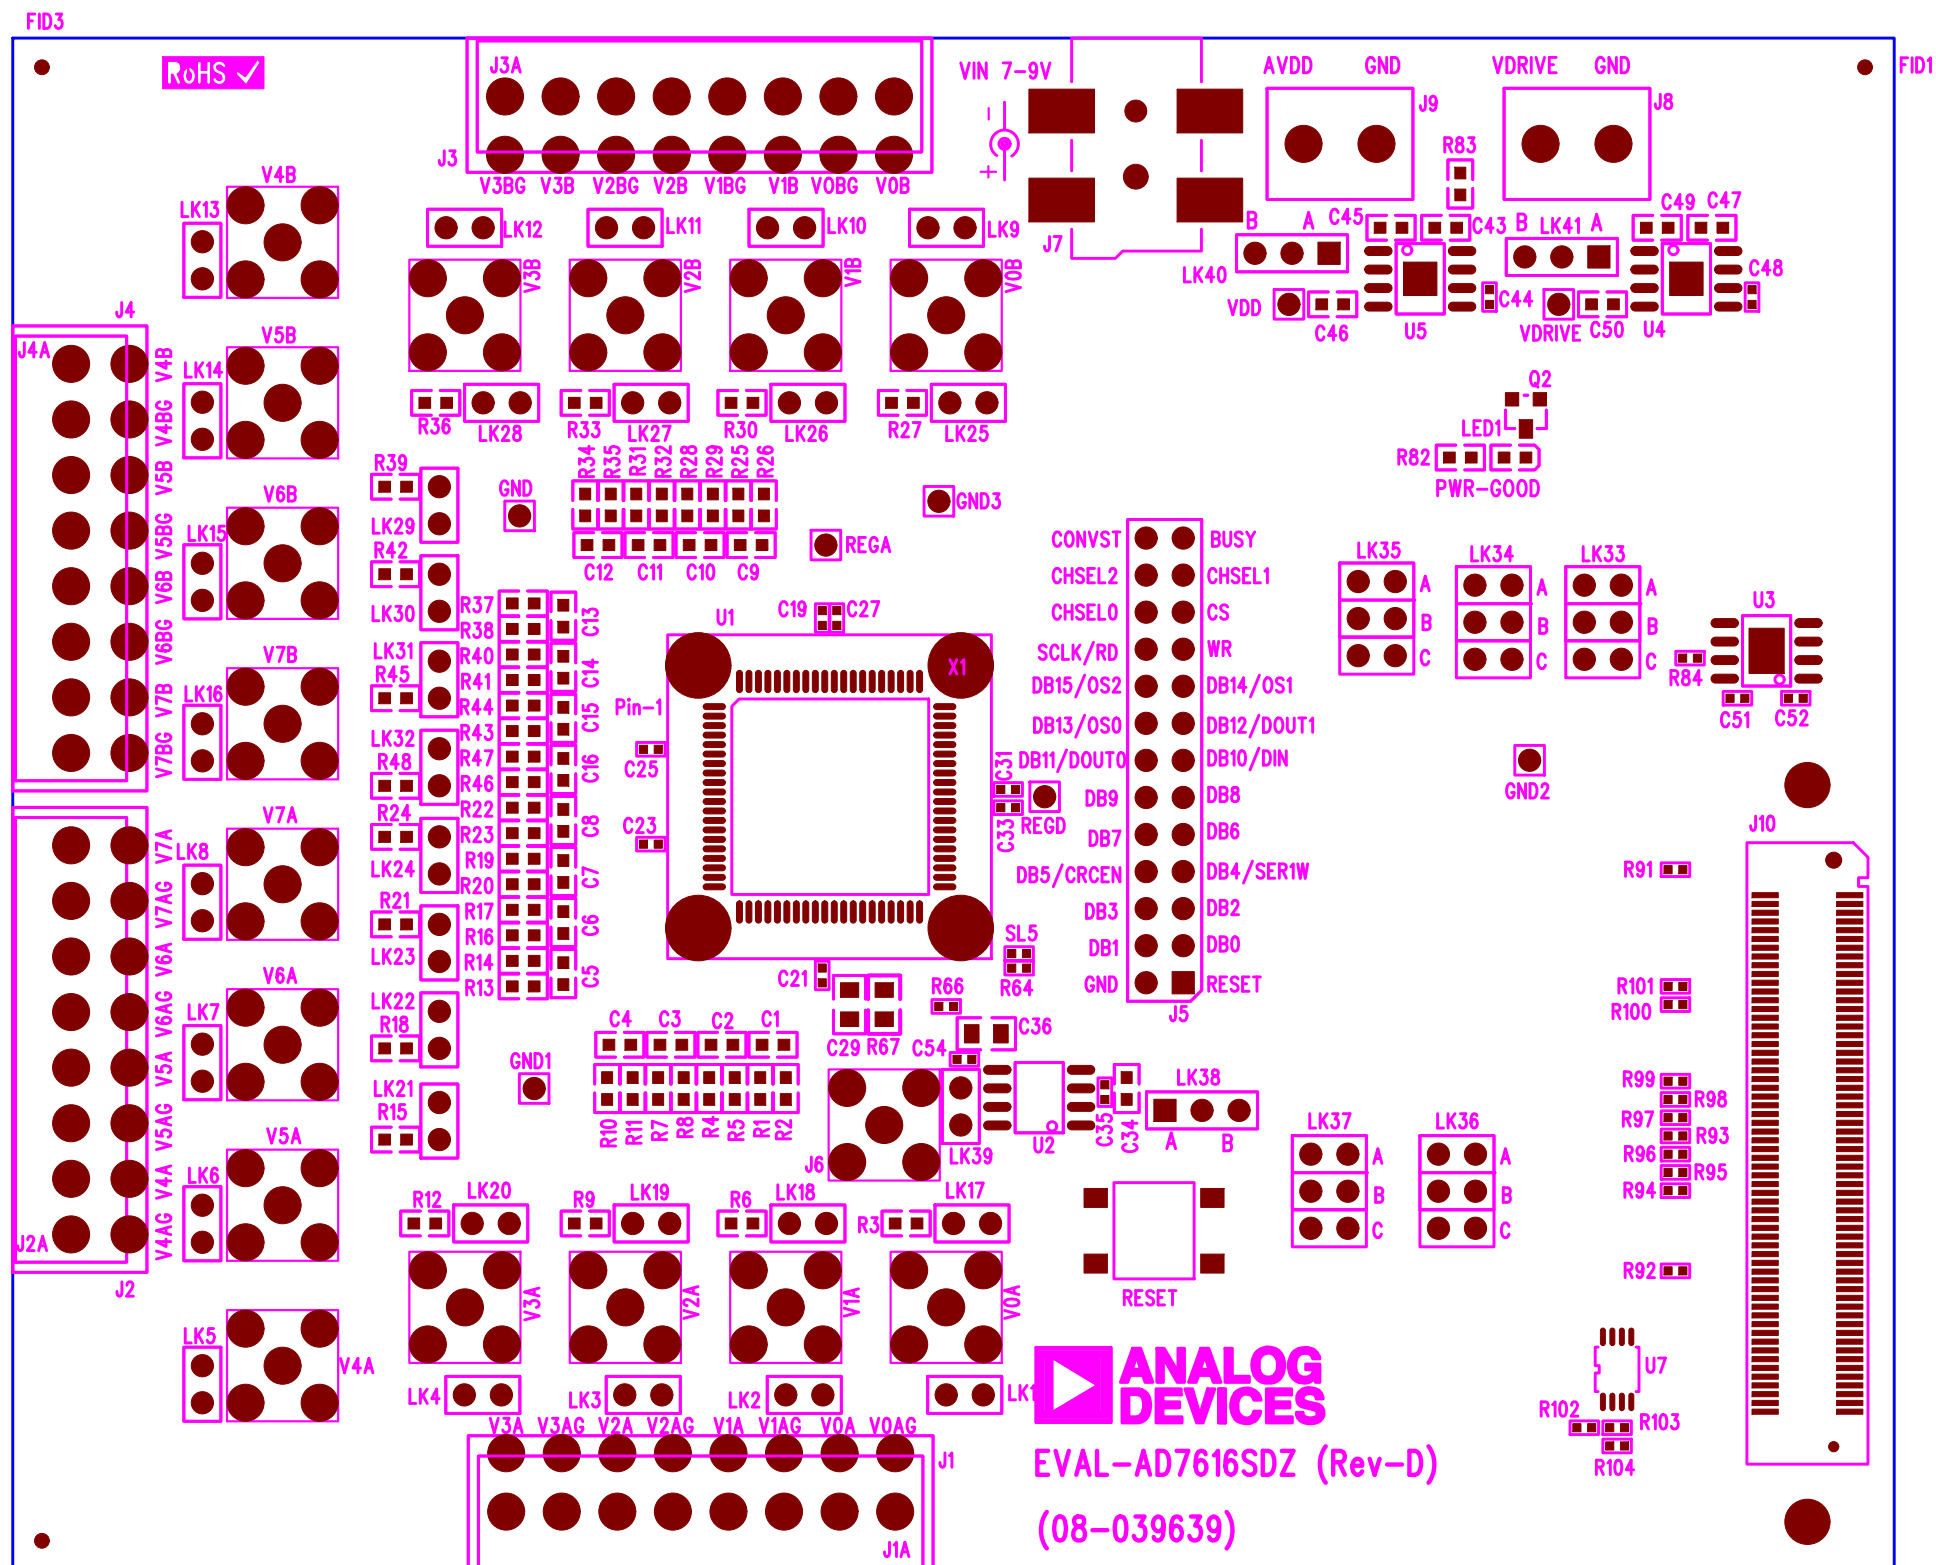 FID3
RoHS
J3A
VIN 7-9V
AVDD
GND
VDRIVE
GND
FID1
J9
J8
-
+
J3
V3BG V3B V2BG V2B V1BG V1B V0BG V0B
R83
V4B
LK13
LK12
LK11
LK10
LK9
J7
B A
C45
C43
B LK41 A
C49 C47
LK40
V3B
V2B
V1B
V0B
VDD
C46
U5
C44
VDRIVE
C50
U4
C48
J4
J4A
V5B
LK14
V4B
V4BG
V5B
V5BG
V6B
V6BG
V7B
V7BG
R36
LK28
R33
LK27
R30
LK26
R27
LK25
Q2
LED1
R82
PWR-GOOD
R39
LK29
GND
R34 R35 R31 R32 R28 R29 R25 R26
GND3
REGA
C12 C11 C10 C9
V6B
LK15
R42
LK30
R37
R38
C13
U1
C19 C27
LK31
R45
R40
R41
C14
R44
R43
C15
X1
Pin-1
V7B
LK16
LK32
R48
R47
R46
C16
C25
CONVST BUSY
CHSEL2 CHSEL1
CHSEL0 CS
SCLK/RD WR
DB15/OS2 DB14/OS1
DB13/OS0 DB12/DOUT1
DB11/DOUT0 DB10/DIN
DB9 DB8
DB7 DB6
DB5/CRCEN DB4/SER1W
DB3 DB2
DB1 DB0
GND RESET
J5
LK35
A
B
C
LK34
A
B
C
LK33
A
B
C
U3
R84
C51 C52
GND2
C31
C33
REGD
J10
V7A
LK8
R24
LK24
R22
R23
C8
C23
R19
R20
C7
R21
LK23
R17
R16
C6
R14
R13
C5
V7A
V7AG
V6A
V6AG
V5A
V5AG
V4A
V4AG
V6A
LK7
LK22
R18
C21
SL5
R64
R66
R91
R101
R100
C4 C3 C2 C1
C29 R67
C36
C54
GND1
LK21
R15
V5A
LK6
R10 R11 R7 R8 R4 R5 R1 R2
J6
LK39
U2
C35
C34
LK38
A B
R99
R98
R97
R93
R96
R95
R94
R92
LK37
A
B
C
LK36
A
B
C
R12
LK20
R9
LK19
R6
LK18
R3
LK17
J2A
J2
V3A
V2A
V1A
V0A
RESET
LK5
V4A
LK4
LK3
LK2
LK1
ANALOG
DEVICES
V3A V3AG V2A V2AG V1A V1AG V0A V0AG
J1
EVAL-AD7616SDZ (Rev-D)
U7
R102
R103
R104
(08-039639)
J1A